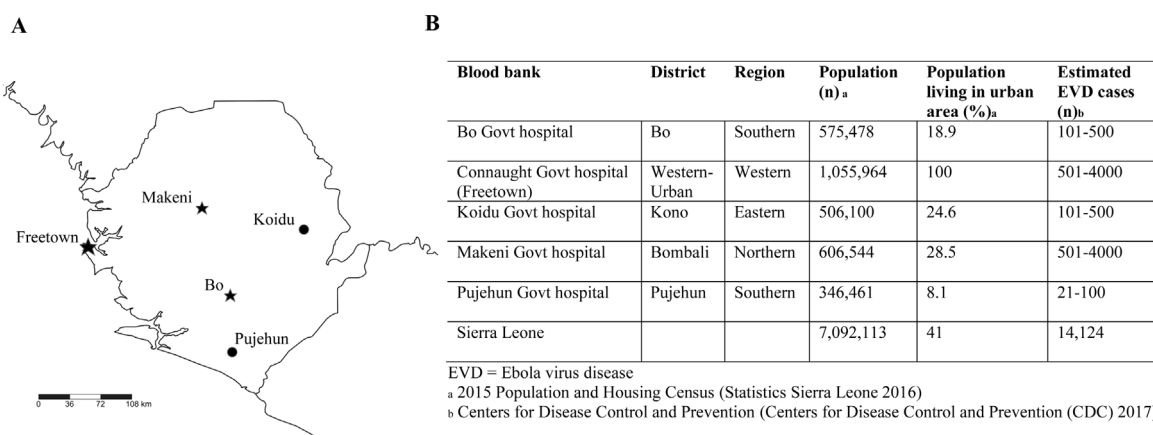 A
Makeni
Koidu
Freetown
Bo
Pujehun
0 36 72 108 km
B
Blood bank District Region Population (n) a Population living in urban area (%)a Estimated EVD cases (n)b
Bo Govt hospital Bo Southern 575,478 18.9 101-500
Connaught Govt hospital (Freetown) Western-Urban Western 1,055,964 100 501-4000
Koidu Govt hospital Kono Eastern 506,100 24.6 101-500
Makeni Govt hospital Bombali Northern 606,544 28.5 501-4000
Pujehun Govt hospital Pujehun Southern 346,461 8.1 21-100
Sierra Leone 7,092,113 41 14,124
EVD = Ebola virus disease
a 2015 Population and Housing Census (Statistics Sierra Leone 2016)
b Centers for Disease Control and Prevention (Centers for Disease Control and Prevention (CDC) 2017)